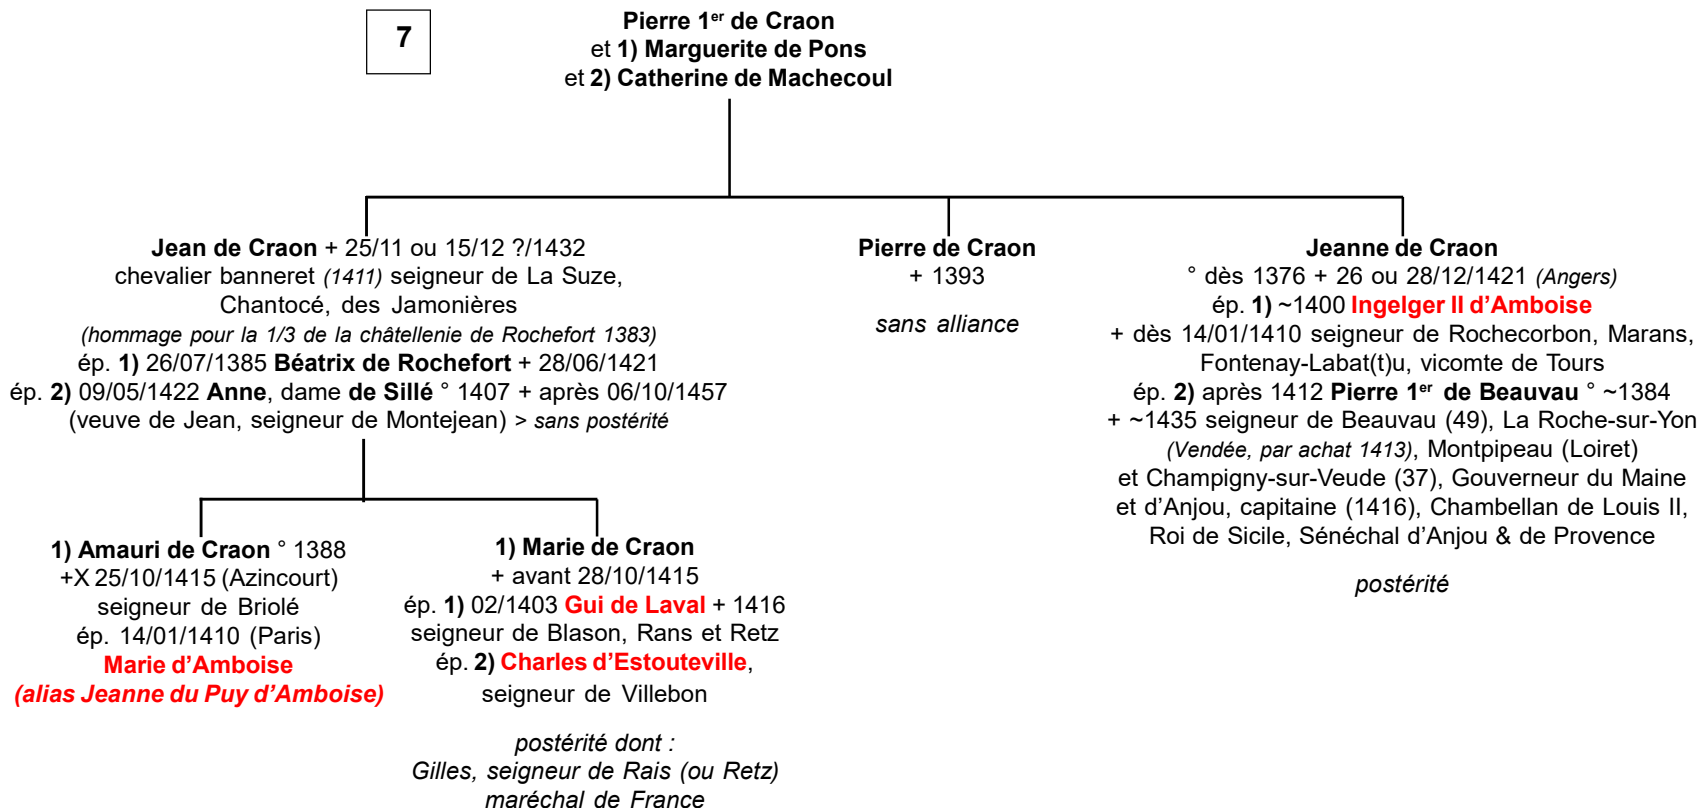 7
Pierre 1er de Craon
et 1) Marguerite de Pons
et 2) Catherine de Machecoul
Jean de Craon + 25/11 ou 15/12 ?/1432
chevalier banneret (1411) seigneur de La Suze,
Chantocé, des Jamonières
(hommage pour la 1/3 de la châtellenie de Rochefort 1383)
ép. 1) 26/07/1385 Béatrix de Rochefort + 28/06/1421
ép. 2) 09/05/1422 Anne, dame de Sillé ° 1407 + après 06/10/1457
(veuve de Jean, seigneur de Montejean) > sans postérité
Pierre de Craon
+ 1393
sans alliance
Jeanne de Craon
° dès 1376 + 26 ou 28/12/1421 (Angers)
ép. 1) ~1400 Ingelger II d'Amboise
+ dès 14/01/1410 seigneur de Rochecorbon, Marans,
Fontenay-Labat(t)u, vicomte de Tours
ép. 2) après 1412 Pierre 1er de Beauvau ° ~1384
+ ~1435 seigneur de Beauvau (49), La Roche-sur-Yon
(Vendée, par achat 1413), Montpipeau (Loiret)
et Champigny-sur-Veude (37), Gouverneur du Maine
et d'Anjou, capitaine (1416), Chambellan de Louis II,
Roi de Sicile, Sénéchal d'Anjou & de Provence
postérité
1) Amauri de Craon ° 1388
+X 25/10/1415 (Azincourt)
seigneur de Briolé
ép. 14/01/1410 (Paris)
Marie d'Amboise
(alias Jeanne du Puy d'Amboise)
1) Marie de Craon
+ avant 28/10/1415
ép. 1) 02/1403 Gui de Laval + 1416
seigneur de Blason, Rans et Retz
ép. 2) Charles d'Estouteville,
seigneur de Villebon
postérité dont :
Gilles, seigneur de Rais (ou Retz)
maréchal de France